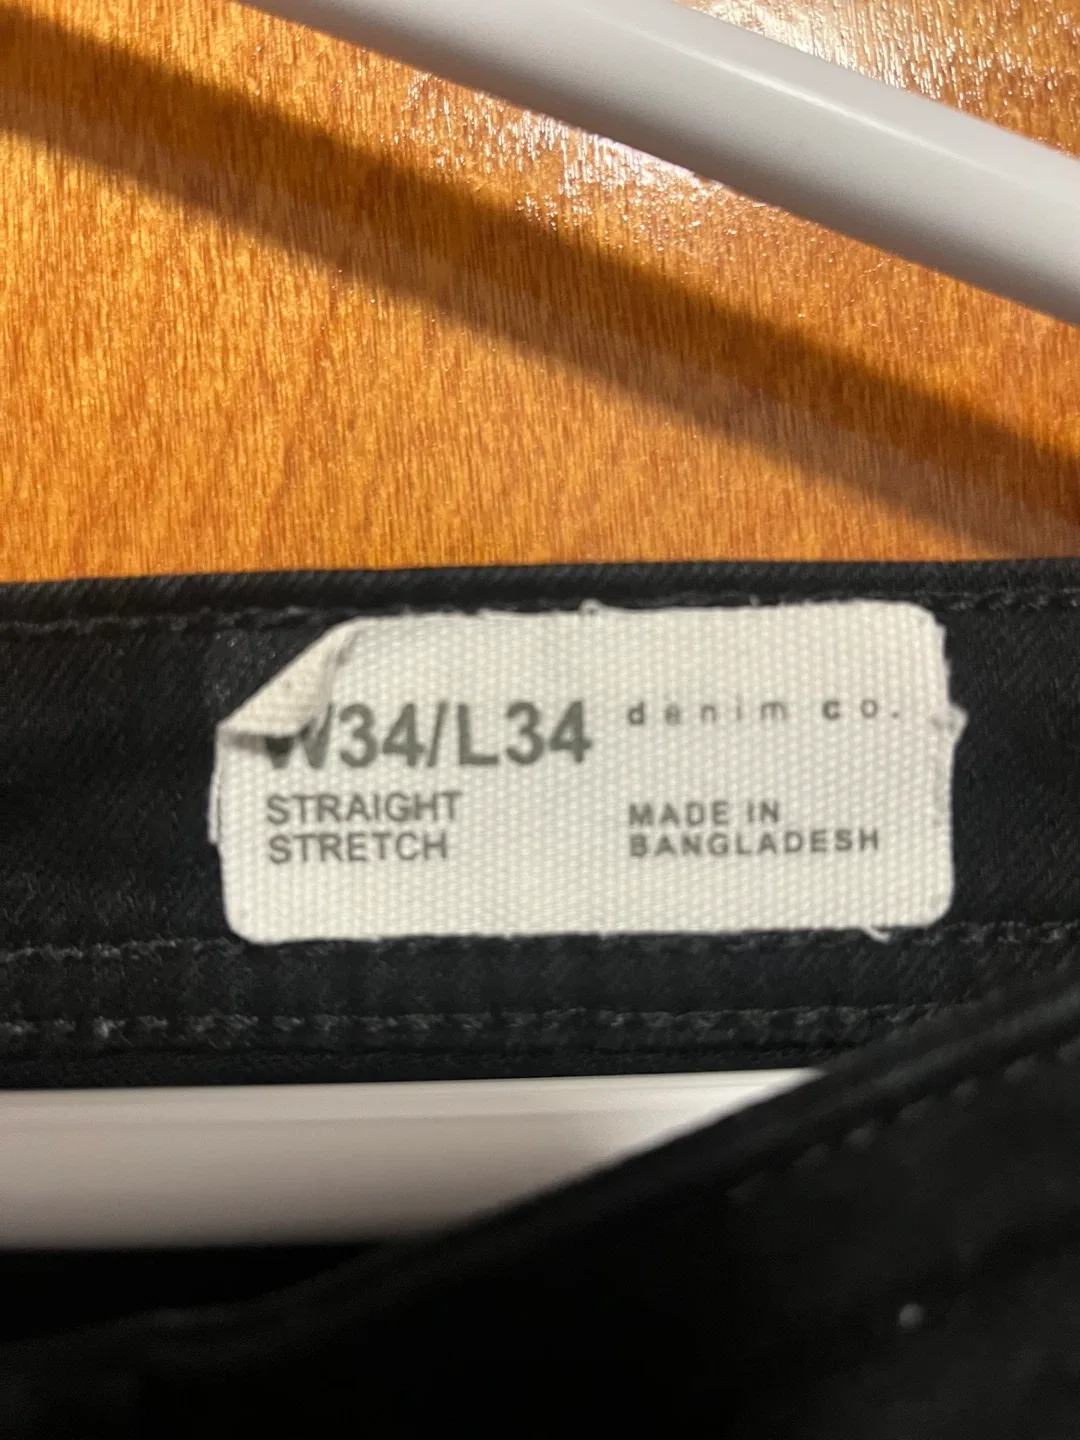 W34/L34
STRAIGHT
STRETCH
denim co.
MADE IN
BANGLADESH